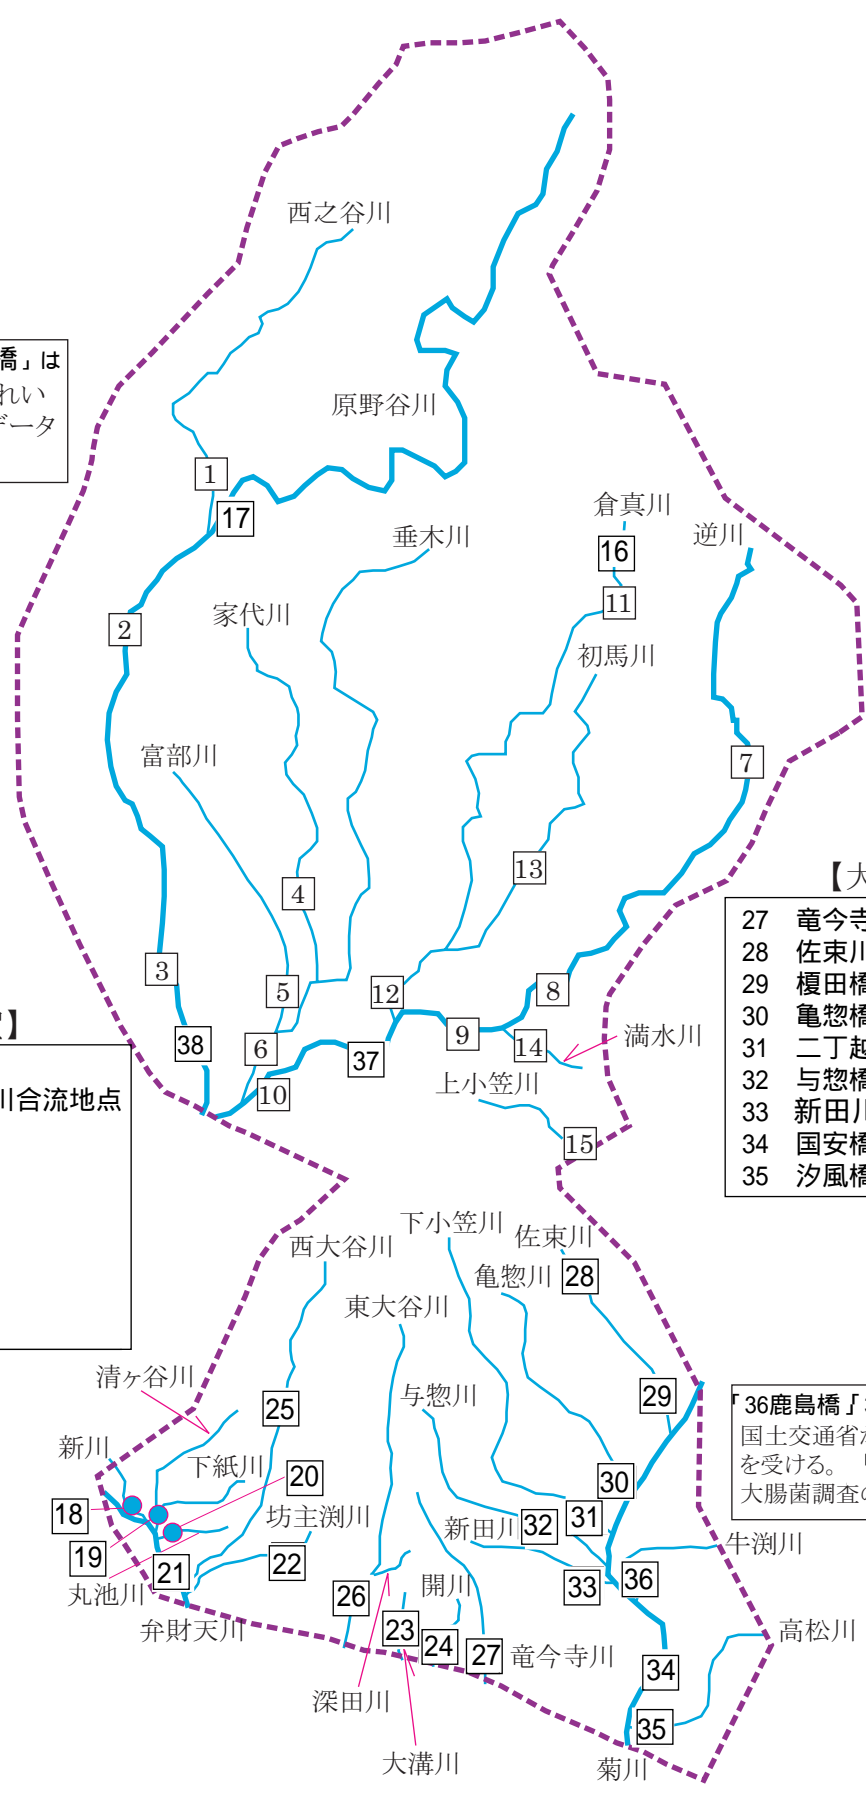 西之谷川
橋」は
れい
データ
原野谷川
1
17
倉真川
垂木川
16
逆川
11
家代川
2
初馬川
富部川
7
13
4
【大
27 竜今寺
28 佐束川
29 榎田橋
30 亀惣橋
31 二丁越
32 与惣橋
33 新田川
34 国安橋
35 汐風橋
3
5
12
8
】
38
6
37
9
14
満水川
川合流地点
10
上小笠川
15
下小笠川
佐束川
西大谷川
亀惣川
28
東大谷川
清ヶ谷川
与惣川
29
25
「36鹿島橋」「
国土交通省が
を受ける。「
大腸菌調査の
新川
下紙川
20
30
18
坊主渕川
新田川
32
31
19
牛渕川
21
22
丸池川
開川
33
36
26
弁財天川
23
24
27
竜今寺川
高松川
34
深田川
35
大溝川
菊川